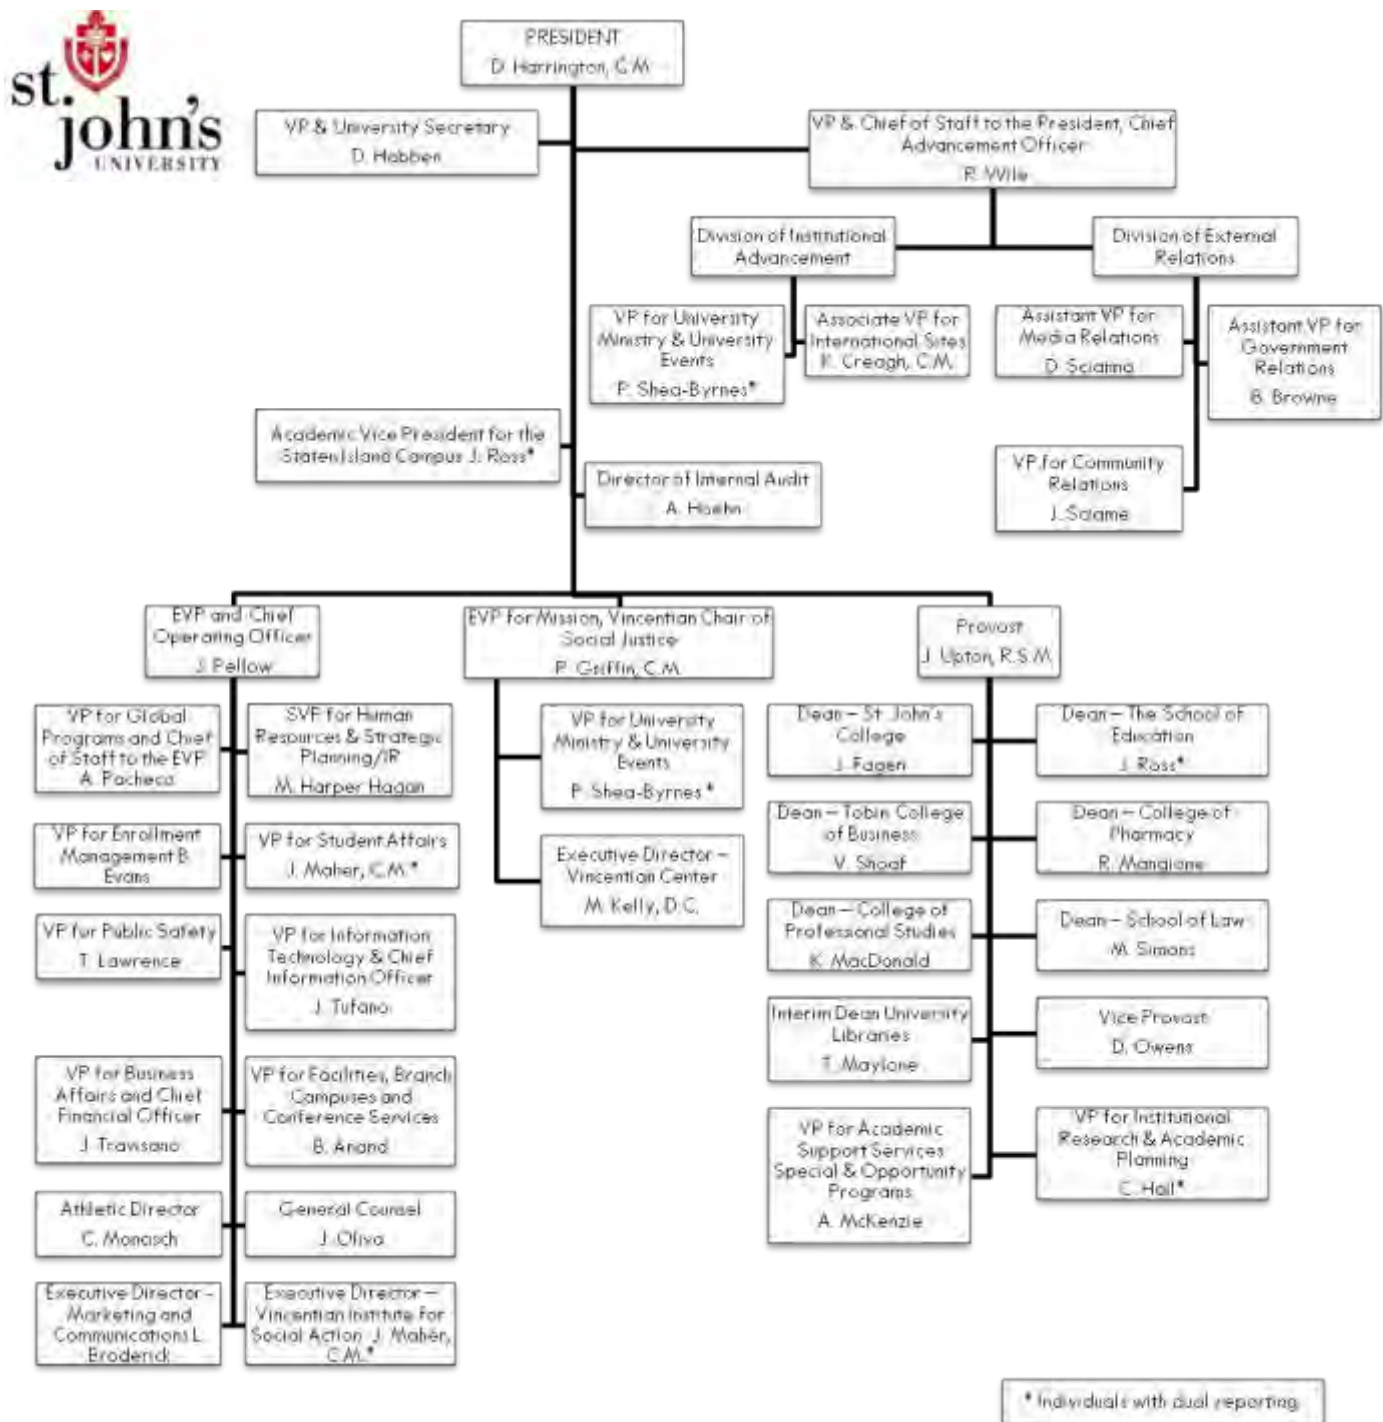 st.
john's
UNIVERSITY
PRESIDENT
D. Harrington, C.M.
VP & University Secretary
D. Habben
VP & Chief of Staff to the President, Chief
Advancement Officer
R. Wile
Division of Institutional
Advancement
Division of External
Relations
VP for University
Ministry & University
Events
P. Shea-Byrnes*
Associate VP for
International Sites
K. Creagh, C.M.
Assistant VP for
Media Relations
D. Scianna
Assistant VP for
Government
Relations
B. Browne
VP for Community
Relations
J. Sciame
Academic Vice President for the
Staten Island Campus J. Ross*
Director of Internal Audit
A. Hoehn
EVP and Chief
Operating Officer
J. Pellow
EVP for Mission, Vincentian Chair of
Social Justice
P. Griffin, C.M.
Provost
J. Upton, R.S.M.
VP for Global
Programs and Chief
of Staff to the EVP
A. Pacheco
SVP for Human
Resources & Strategic
Planning/IR
M. Harper Hagan
VP for Enrollment
Management B.
Evans
VP for Student Affairs
J. Maher, C.M.*
VP for Public Safety
T. Lawrence
VP for Information
Technology & Chief
Information Officer
J. Tufano
VP for Business
Affairs and Chief
Financial Officer
J. Travisano
VP for Facilities, Branch
Campuses and
Conference Services
B. Anand
Athletic Director
C. Monasch
General Counsel
J. Oliva
Executive Director -
Marketing and
Communications L.
Broderick
Executive Director –
Vincentian Institute for
Social Action J. Maher,
C.M.*
VP for University
Ministry & University
Events
P. Shea-Byrnes *
Executive Director –
Vincentian Center
M. Kelly, D.C.
Dean – St. John's
College
J. Fagen
Dean – The School of
Education
J. Ross*
Dean – Tobin College
of Business
V. Shoaf
Dean – College of
Pharmacy
R. Mangione
Dean – College of
Professional Studies
K. MacDonald
Dean – School of Law
M. Simons
Interim Dean University
Libraries
T. Maylone
Vice Provost
D. Owens
VP for Academic
Support Services
Special & Opportunity
Programs
A. McKenzie
VP for Institutional
Research & Academic
Planning
C. Hall*
* Individuals with dual reporting